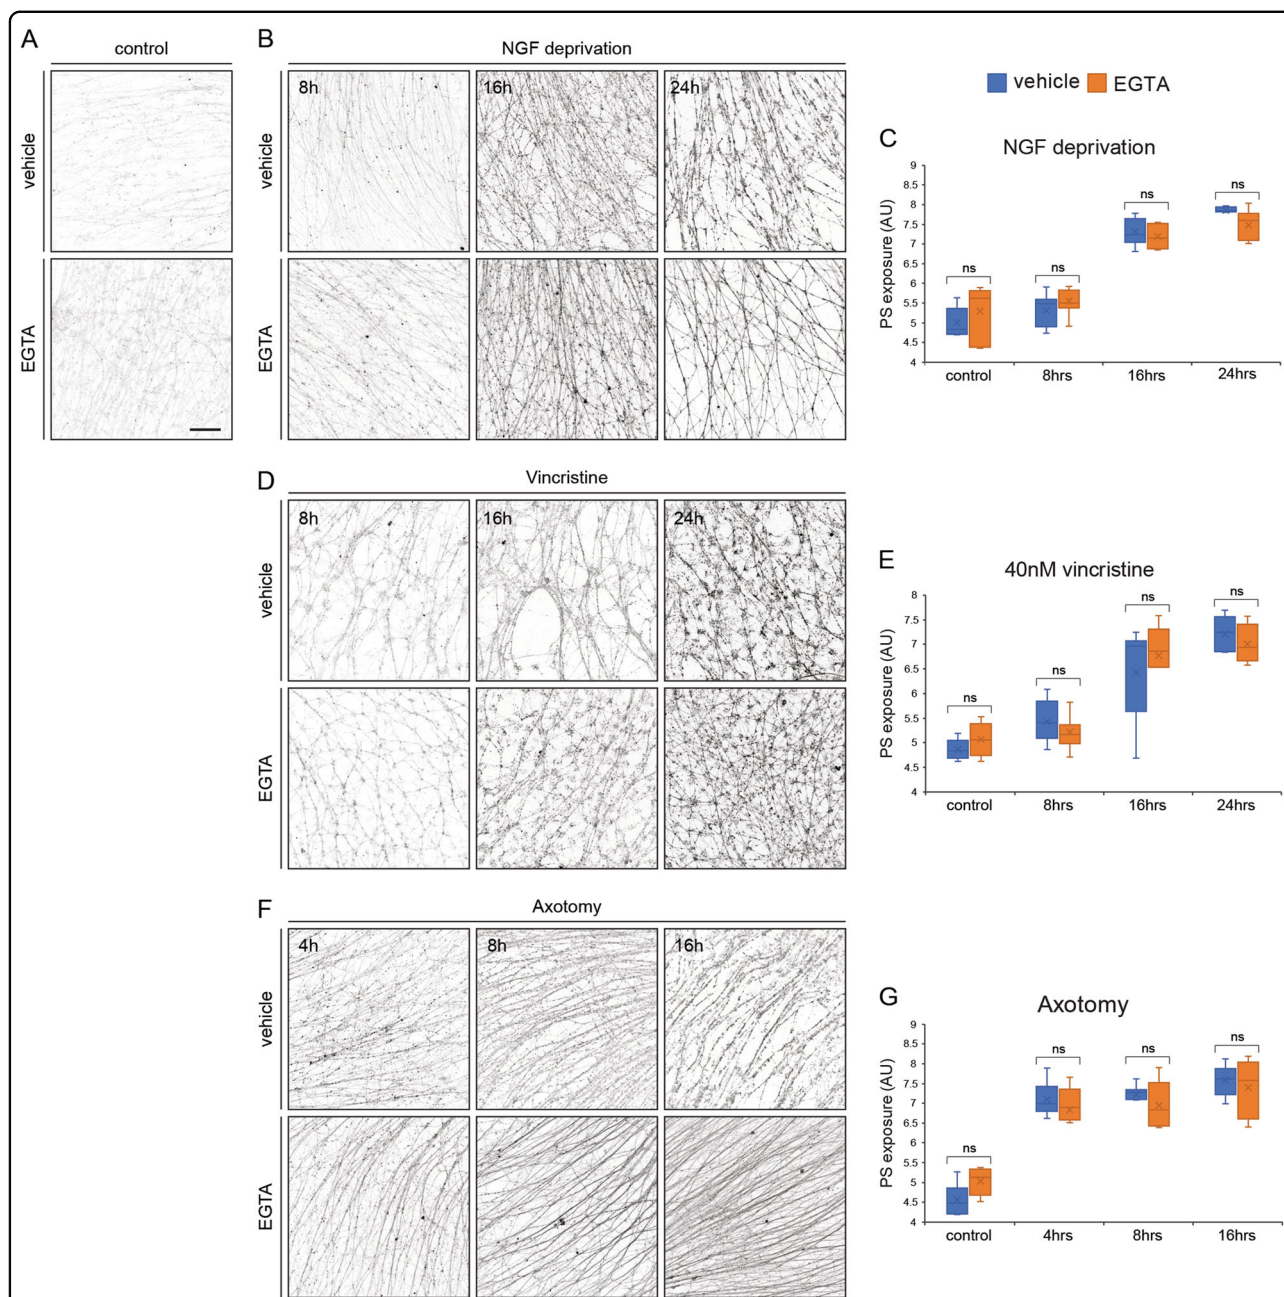 A
control
vehicle
EGTA
B
NGF deprivation
8h
16h
24h
vehicle
EGTA
vehicle
EGTA
C
NGF deprivation
PS exposure (AU)
9
8.5
8
7.5
7
6.5
6
5.5
5
4.5
4
ns
ns
ns
ns
control
8hrs
16hrs
24hrs
D
Vincristine
8h
16h
24h
vehicle
EGTA
E
40nM vincristine
PS exposure (AU)
8
7.5
7
6.5
6
5.5
5
4.5
4
ns
ns
ns
ns
control
8hrs
16hrs
24hrs
F
Axotomy
4h
8h
16h
vehicle
EGTA
G
Axotomy
PS exposure (AU)
9
8.5
8
7.5
7
6.5
6
5.5
5
4.5
4
ns
ns
ns
ns
control
4hrs
8hrs
16hrs